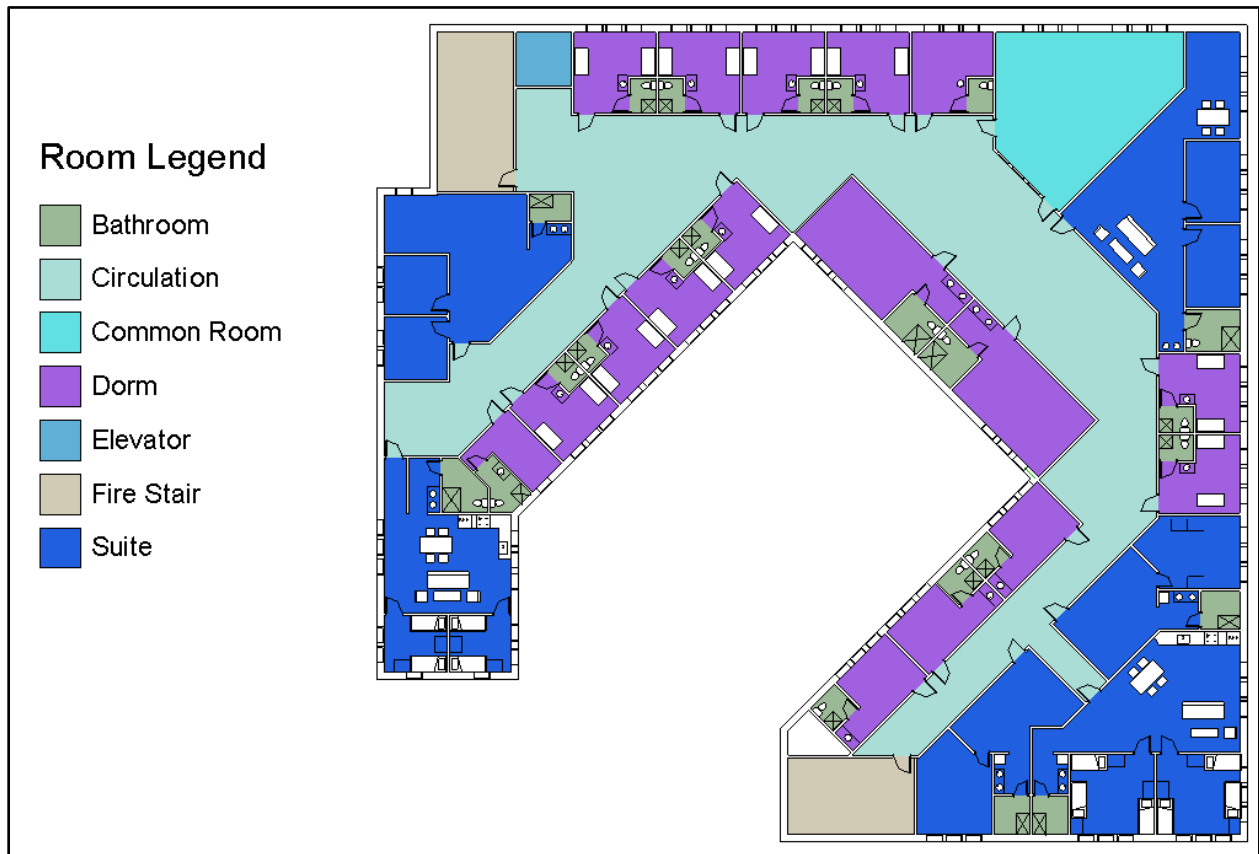 Room Legend
Bathroom
Circulation
Common Room
Dorm
Elevator
Fire Stair
Suite